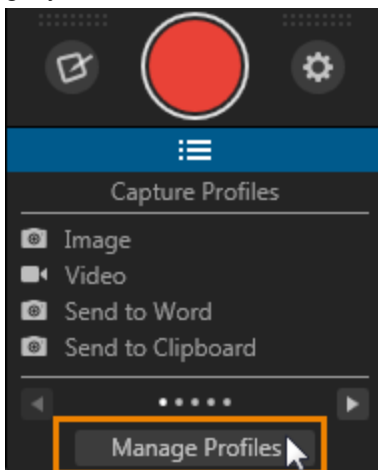 Capture Profiles
Image
Video
Send to Word
Send to Clipboard
Manage Profiles